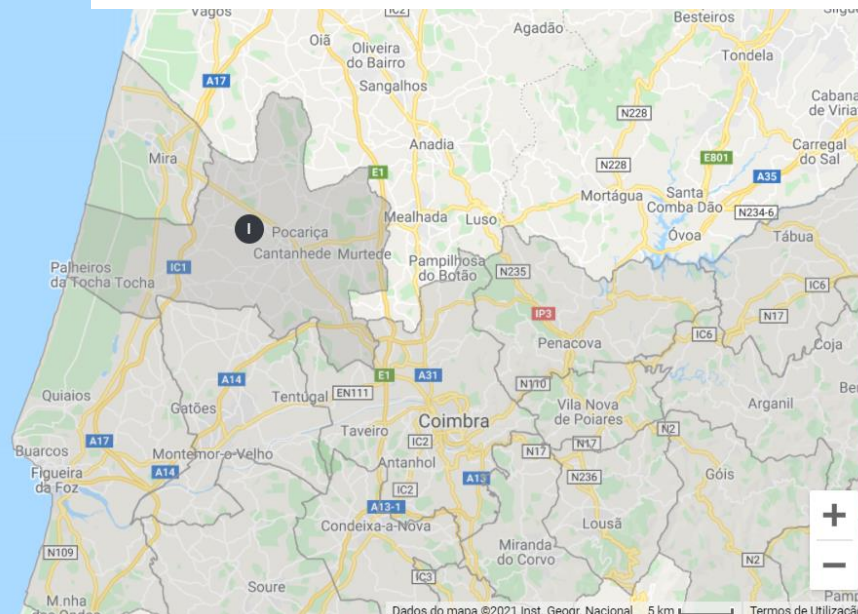 Vagos
IC2
Agadão
Besteiros
Oiã
Oliveira
do Bairro
Tondela
A17
Sangalhos
N228
Cabana
de Viria
Anadia
E801
Carregal
do Sal
Mira
E1
N228
A35
Mortágua
Santa
Comba Dão
Mealhada
Luso
N234-6
I
Pocariça
Óvoa
Tábua
Cantanhede
Murtede
Pampilhosa
do Botão
Palheiros
da Tocha
Tocha
IC1
N235
IC6
IP3
N17
Penacova
IC6
Coja
E1
A31
A14
N110
Quiaios
Tentúgal
EN111
Gatões
Vila Nova
de Poiares
Arganil
Coimbra
Taveiro
N2
Buarcos
A17
IC2
N17
N17
Montemor-o-Velho
Antanhol
Figueira
da Foz
A14
A13
N236
Góis
IC2
A13-1
Condeixa-a-Nova
Lousã
+
N109
Miranda
do Corvo
N2
−
IC3
Soure
M.nha
Dados do mapa ©2021 Inst. Geogr. Nacional
5 km
Termos de Utilizaça